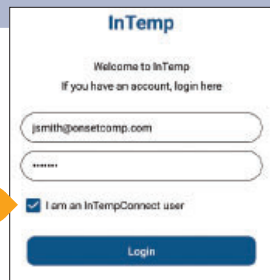 InTemp
Welcome to InTemp
If you have an account, login here
jsmith@onsetcomp.com
•••••••
I am an InTempConnect user
Login